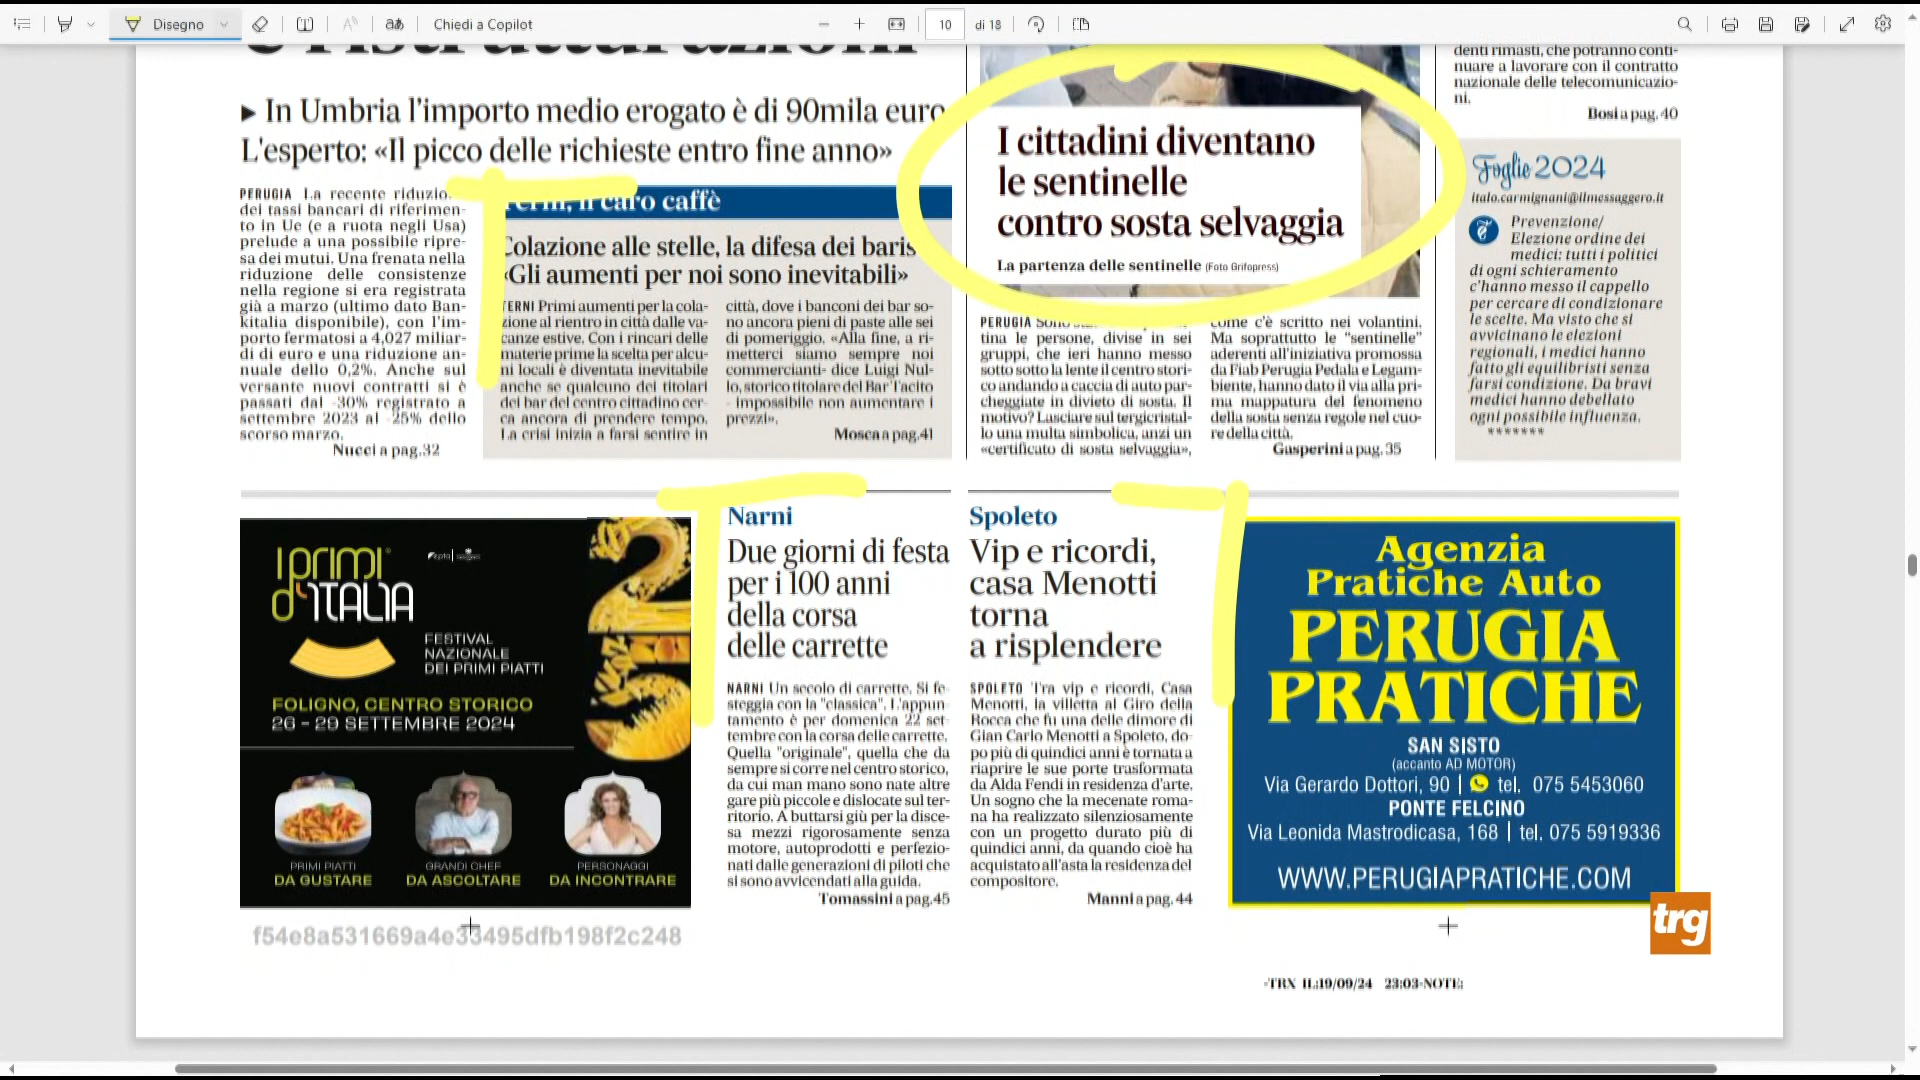 Disegno
Chiedi a Copilot
10
di 18
e ristrutturazioni
► In Umbria l'importo medio erogato è di 90mila euro
L'esperto: «Il picco delle richieste entro fine anno»
PERUGIA La recente riduzio
dei tassi bancari di riferimen-
to in Ue (e a ruota negli Usa)
prelude a una possibile ripre-
sa dei mutui. Una frenata nella
riduzione delle consistenze
nella regione si era registrata
già a marzo (ultimo dato Ban-
kitalia disponibile), con l'im-
porto fermatosi a 4,027 miliar-
di di euro e una riduzione an-
nuale dello 0,2%. Anche sul
versante nuovi contratti si è
passati dal -30% registrato a
settembre 2023 al -25% dello
scorso marzo.
Nucci a pag.32
Terni, il caro caffè
Colazione alle stelle, la difesa dei baris
«Gli aumenti per noi sono inevitabili»
TERNI Primi aumenti per la cola-
zione al rientro in città dalle va-
canze estive. Con i rincari delle
materie prime la scelta per alcu-
ni locali è diventata inevitabile
anche se qualcuno dei titolari
dei bar del centro cittadino cer-
ca ancora di prendere tempo.
La crisi inizia a farsi sentire in
città, dove i banconi dei bar so-
no ancora pieni di paste alle sei
di pomeriggio. «Alla fine, a ri-
metterci siamo sempre noi
commercianti- dice Luigi Nul-
lo, storico titolare del Bar Tacito
- impossibile non aumentare i
prezzi».
Mosca a pag.41
I cittadini diventano
le sentinelle
contro sosta selvaggia
La partenza delle sentinelle (Foto Grifopress)
PERUGIA
tina le persone, divise in sei
gruppi, che ieri hanno messo
sotto sotto la lente il centro stori-
co andando a caccia di auto par-
cheggiate in divieto di sosta. Il
motivo? Lasciare sul tergicristal-
lo una multa simbolica, anzi un
«certificato di sosta selvaggia»,
come c'è scritto nei volantini.
Ma soprattutto le "sentinelle"
aderenti all'iniziativa promossa
da Fiab Perugia Pedala e Legam-
biente, hanno dato il via alla pri-
ma mappatura del fenomeno
della sosta senza regole nel cuo-
re della città.
Gasperini a pag. 35
denti rimasti, che potranno conti-
nuare a lavorare con il contratto
nazionale delle telecomunicazio-
ni.
Bosi a pag. 40
Foglie 2024
italo.carmignani@ilmessaggero.it
Prevenzione/
Elezione ordine dei
medici: tutti i politici
di ogni schieramento
c'hanno messo il cappello
per cercare di condizionare
le scelte. Ma visto che si
avvicinano le elezioni
regionali, i medici hanno
fatto gli equilibristi senza
farsi condizione. Da bravi
medici hanno debellato
ogni possibile influenza.
*******
I primi
d'ITALIA
FESTIVAL
NAZIONALE
DEI PRIMI PIATTI
FOLIGNO, CENTRO STORICO
26 - 29 SETTEMBRE 2024
PRIMI PIATTI
DA GUSTARE
GRANDI CHEF
DA ASCOLTARE
PERSONAGGI
DA INCONTRARE
Narni
Due giorni di festa
per i 100 anni
della corsa
delle carrette
NARNI Un secolo di carrette. Si fe-
steggia con la "classica". L'appun-
tamento è per domenica 22 set-
tembre con la corsa delle carrette.
Quella "originale", quella che da
sempre si corre nel centro storico,
da cui man mano sono nate altre
gare più piccole e dislocate sul ter-
ritorio. A buttarsi giù per la disce-
sa mezzi rigorosamente senza
motore, autoprodotti e perfezio-
nati dalle generazioni di piloti che
si sono avvicendati alla guida.
Tomassini a pag.45
Spoleto
Vip e ricordi,
casa Menotti
torna
a risplendere
SPOLETO Tra vip e ricordi, Casa
Menotti, la villetta al Giro della
Rocca che fu una delle dimore di
Gian Carlo Menotti a Spoleto, do-
po più di quindici anni è tornata a
riaprire le sue porte trasformata
da Alda Fendi in residenza d'arte.
Un sogno che la mecenate roma-
na ha realizzato silenziosamente
con un progetto durato più di
quindici anni, da quando cioè ha
acquistato all'asta la residenza del
compositore.
Manni a pag. 44
Agenzia
Pratiche Auto
PERUGIA
PRATICHE
SAN SISTO
(accanto AD MOTOR)
Via Gerardo Dottori, 90 | tel. 075 5453060
PONTE FELCINO
Via Leonida Mastrodicasa, 168 | tel. 075 5919336
WWW.PERUGIAPRATICHE.COM
trg
f54e8a531669a4e33495dfb198f2c248
-TRX IL:19/09/24 23:03-NOTE: